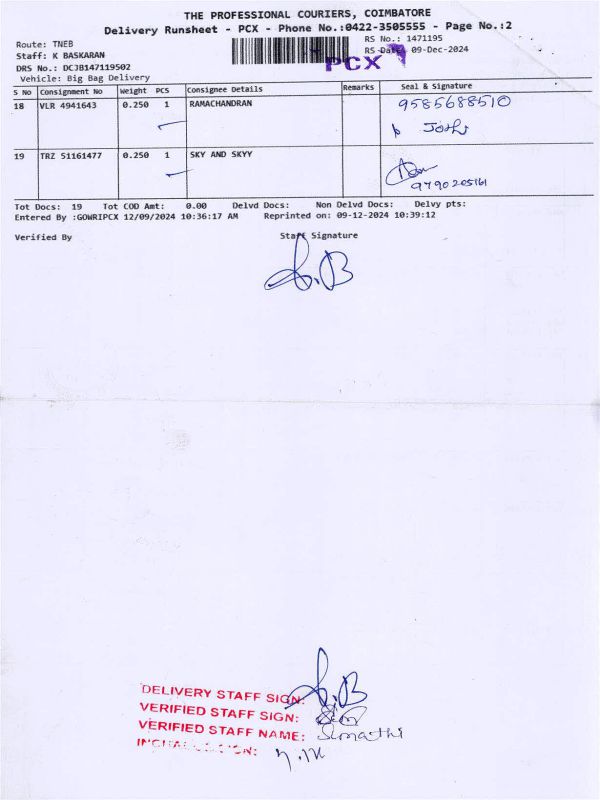 THE PROFESSIONAL COURIERS, COIMBATORE
Delivery Runsheet - PCX - Phone No.:0422-3505555 - Page No.:2
Route: TNEB
RS No.: 1471195
Staff: K BASKARAN
RS Date: 09-Dec-2024
PCX
DRS No.: DCJB147119502
Vehicle: Big Bag Delivery
S No Consignment No Weight PCS Consignee Details Remarks Seal & Signature
18 VLR 4941643 0.250 1 RAMACHANDRAN 9585688510
Jothi
19 TRZ 51161477 0.250 1 SKY AND SKYY
9790205161
Tot Docs: 19 Tot COD Amt: 0.00 Delvd Docs: Non Delvd Docs: Delvy pts:
Entered By :GOWRIPCX 12/09/2024 10:36:17 AM Reprinted on: 09-12-2024 10:39:12
Verified By Staff Signature
DELIVERY STAFF SIGN:
VERIFIED STAFF SIGN:
VERIFIED STAFF NAME: Sumathi
SIGN: